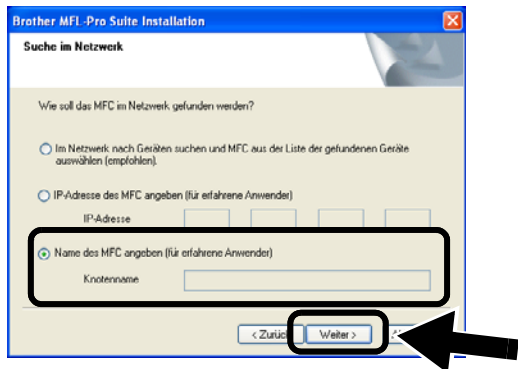 Brother MFL-Pro Suite Installation
Suche im Netzwerk
Wie soll das MFC im Netzwerk gefunden werden?
Im Netzwerk nach Geräten suchen und MFC aus der Liste der gefundenen Geräte
auswählen (empfohlen).
IP-Adresse des MFC angeben (für erfahrene Anwender)
IP-Adresse
Name des MFC angeben (für erfahrene Anwender)
Knotenname
< Zurück Weiter >